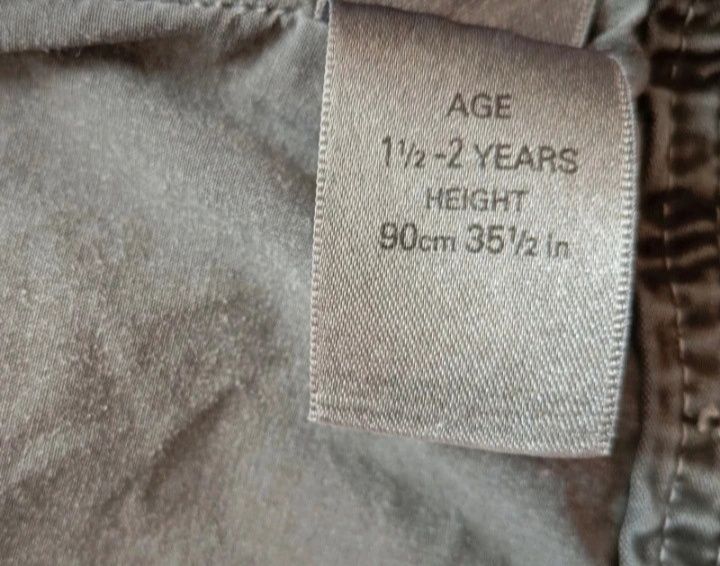 AGE
1½-2 YEARS
HEIGHT
90cm 35½ in